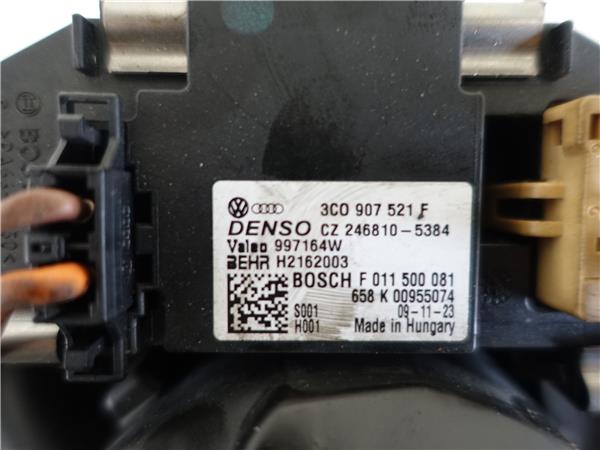 3C0 907 521 F
DENSO CZ 246810-5384
Valeo 997164W
BEHR H2162003
BOSCH F 011 500 081
658 K 00955074
S001 09-11-23
H001 Made in Hungary